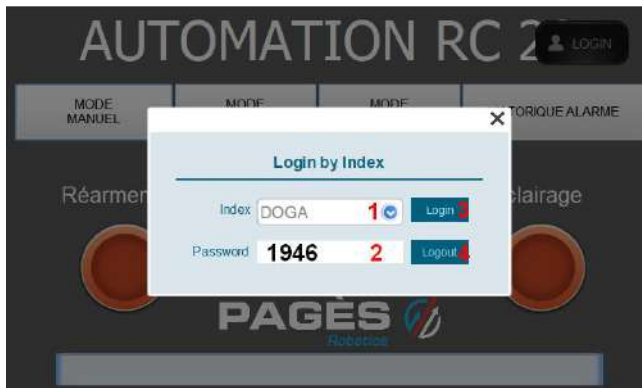 AUTOMATION RC 2
LOGIN
MODE
MANUEL
MODE
MODE
TORIQUE ALARME
Login by Index
Réarmer
clairage
Index DOGA 1 Login 3
Password 1946 2 Logout 4
PAGÈS
Robotics